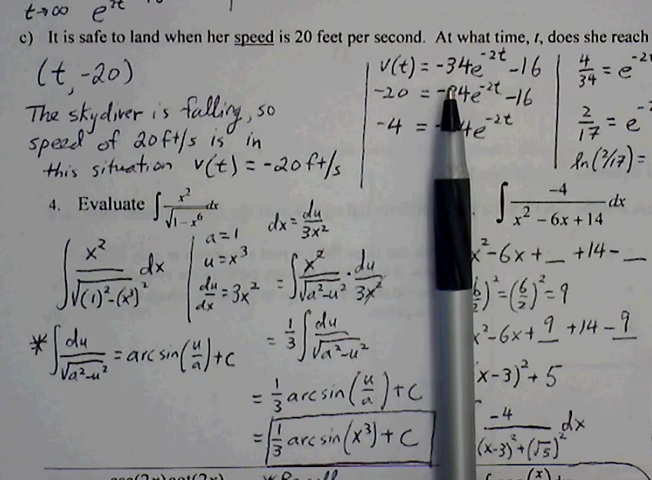 t→∞ e^2t
c) It is safe to land when her speed is 20 feet per second. At what time, t, does she reach
(t, -20)
The skydiver is falling, so
speed of 20 ft/s is in
this situation v(t) = -20 ft/s
v(t) = -34e^-2t - 16
-20 = -34e^-2t - 16
-4 = -34e^-2t
4/34 = e^-2
2/17 = e^-
ln(2/17) =
4. Evaluate ∫ x^2/√(1-x^6) dx
∫ x^2/√((1)^2-(x^3)^2) dx
a = 1
u = x^3
du/dx = 3x^2
dx = du/3x^2
= ∫ x^2/√(a^2-u^2) · du/3x^2
= 1/3 ∫ du/√(a^2-u^2)
* ∫ du/√(a^2-u^2) = arcsin(u/a) + C
= 1/3 arcsin(u/a) + C
= 1/3 arcsin(x^3) + C
∫ -4/(x^2 - 6x + 14) dx
x^2 - 6x + _ + 14 - _
)^2 = (6/2)^2 = 9
x^2 - 6x + 9 + 14 - 9
(x-3)^2 + 5
-4/((x-3)^2 + (√5)^2) dx